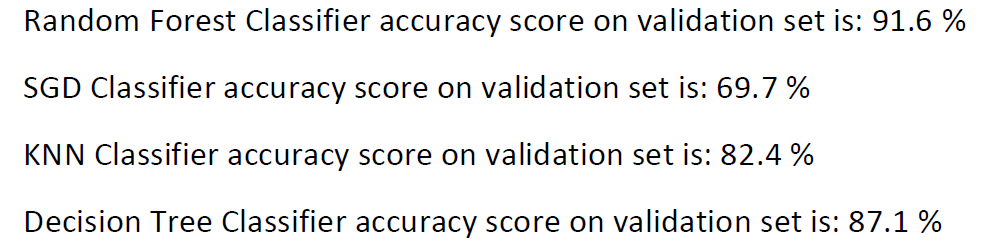 Random Forest Classifier accuracy score on validation set is: 91.6 %
SGD Classifier accuracy score on validation set is: 69.7 %
KNN Classifier accuracy score on validation set is: 82.4 %
Decision Tree Classifier accuracy score on validation set is: 87.1 %